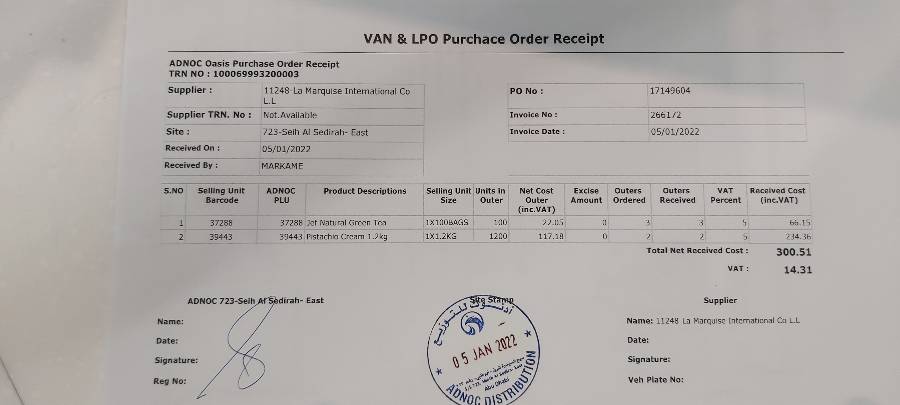 VAN & LPO Purchace Order Receipt
ADNOC Oasis Purchase Order Receipt
TRN NO : 100069993200003
Supplier : 11248-La Marquise International Co L.L
PO No : 17149604
Supplier TRN. No : Not.Available
Invoice No : 266172
Site : 723-Seih Al Sedirah- East
Invoice Date : 05/01/2022
Received On : 05/01/2022
Received By : MARKAME
S.NO Selling Unit Barcode ADNOC PLU Product Descriptions Selling Unit Size Units in Outer Net Cost Outer (inc.VAT) Excise Amount Outers Ordered Outers Received VAT Percent Received Cost (inc.VAT)
1 37288 37288 Jet Natural Green Tea 1X100BAGS 100 22.05 0 3 3 5 66.15
2 39443 39443 Pistachio Cream 1.2kg 1X1.2KG 1200 117.18 0 2 2 5 234.36
Total Net Received Cost : 300.51
VAT : 14.31
ADNOC 723-Seih Al Sedirah- East
Site Stamp
Supplier
Name:
Name: 11248 La Marquise International Co L.L
Date:
Date:
Signature:
Signature:
Reg No:
Veh Plate No:
أدنوك للتوزيع
05 JAN 2022
Abu Dhabi
ADNOC DISTRIBUTION